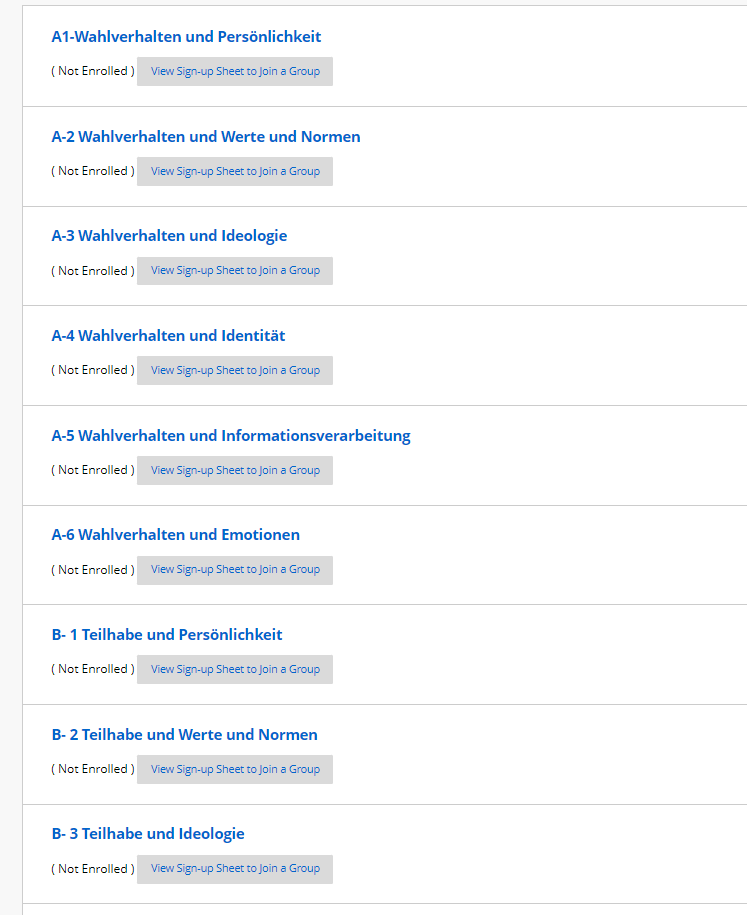 A1-Wahlverhalten und Persönlichkeit
( Not Enrolled ) View Sign-up Sheet to Join a Group
A-2 Wahlverhalten und Werte und Normen
( Not Enrolled ) View Sign-up Sheet to Join a Group
A-3 Wahlverhalten und Ideologie
( Not Enrolled ) View Sign-up Sheet to Join a Group
A-4 Wahlverhalten und Identität
( Not Enrolled ) View Sign-up Sheet to Join a Group
A-5 Wahlverhalten und Informationsverarbeitung
( Not Enrolled ) View Sign-up Sheet to Join a Group
A-6 Wahlverhalten und Emotionen
( Not Enrolled ) View Sign-up Sheet to Join a Group
B- 1 Teilhabe und Persönlichkeit
( Not Enrolled ) View Sign-up Sheet to Join a Group
B- 2 Teilhabe und Werte und Normen
( Not Enrolled ) View Sign-up Sheet to Join a Group
B- 3 Teilhabe und Ideologie
( Not Enrolled ) View Sign-up Sheet to Join a Group